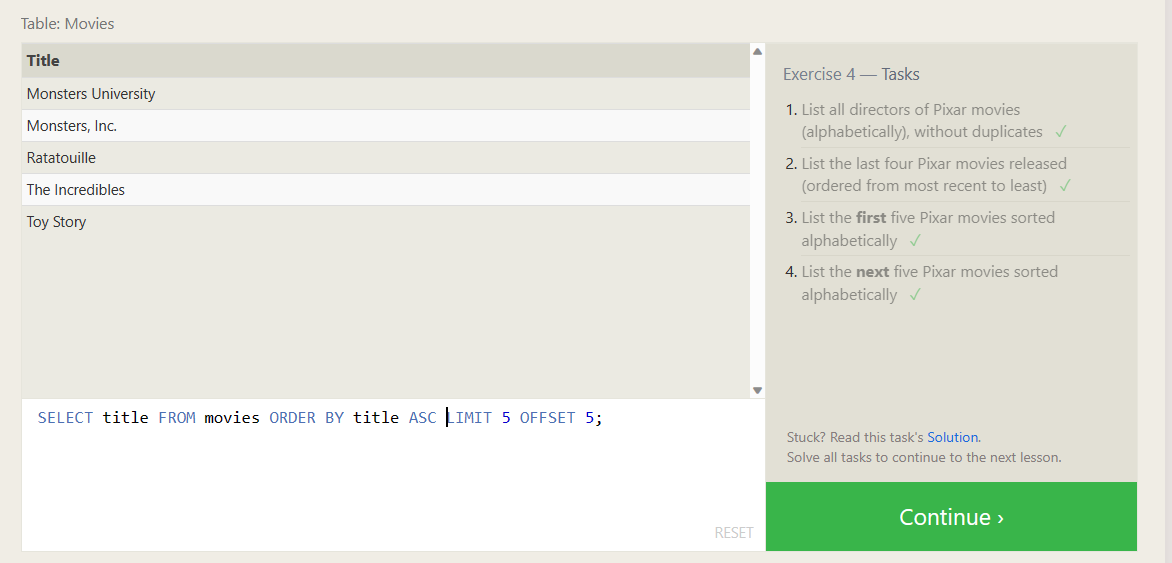 Table: Movies
Title
Monsters University
Monsters, Inc.
Ratatouille
The Incredibles
Toy Story
SELECT title FROM movies ORDER BY title ASC LIMIT 5 OFFSET 5;
RESET
Exercise 4 — Tasks
1. List all directors of Pixar movies
(alphabetically), without duplicates ✓
2. List the last four Pixar movies released
(ordered from most recent to least) ✓
3. List the first five Pixar movies sorted
alphabetically ✓
4. List the next five Pixar movies sorted
alphabetically ✓
Stuck? Read this task's Solution.
Solve all tasks to continue to the next lesson.
Continue ›